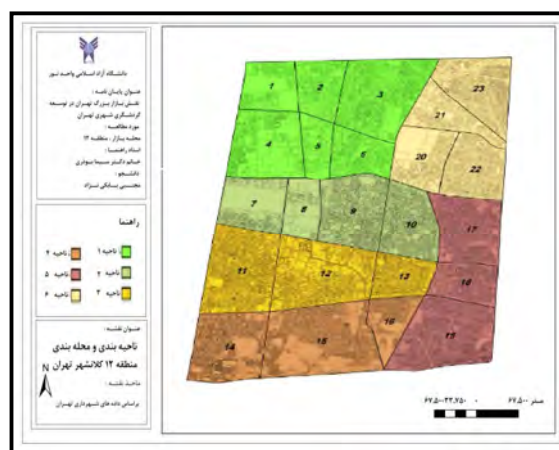 دانشگاه آزاد اسلامی واحد نور
عنوان پایان نامه :
نقش بازار بزرگ تهران در توسعه
گردشگری شهری تهران
مورد مطالعه :
محله بازار ، منطقه ۱۲
استاد راهنما :
خانم دکتر سیما بوذری
دانشجو :
مجتبی بابکی نژاد
راهنما
ناحیه ۱
ناحیه ۴
ناحیه ۲
ناحیه ۵
ناحیه ۳
ناحیه ۶
عنوان نقشه :
ناحیه بندی و محله بندی
منطقه ۱۲ کلانشهر تهران
N
ماخذ نقشه :
براساس داده های شهرداری تهران
1
2
3
23
21
4
5
6
20
22
7
8
9
10
17
11
12
13
18
14
15
16
19